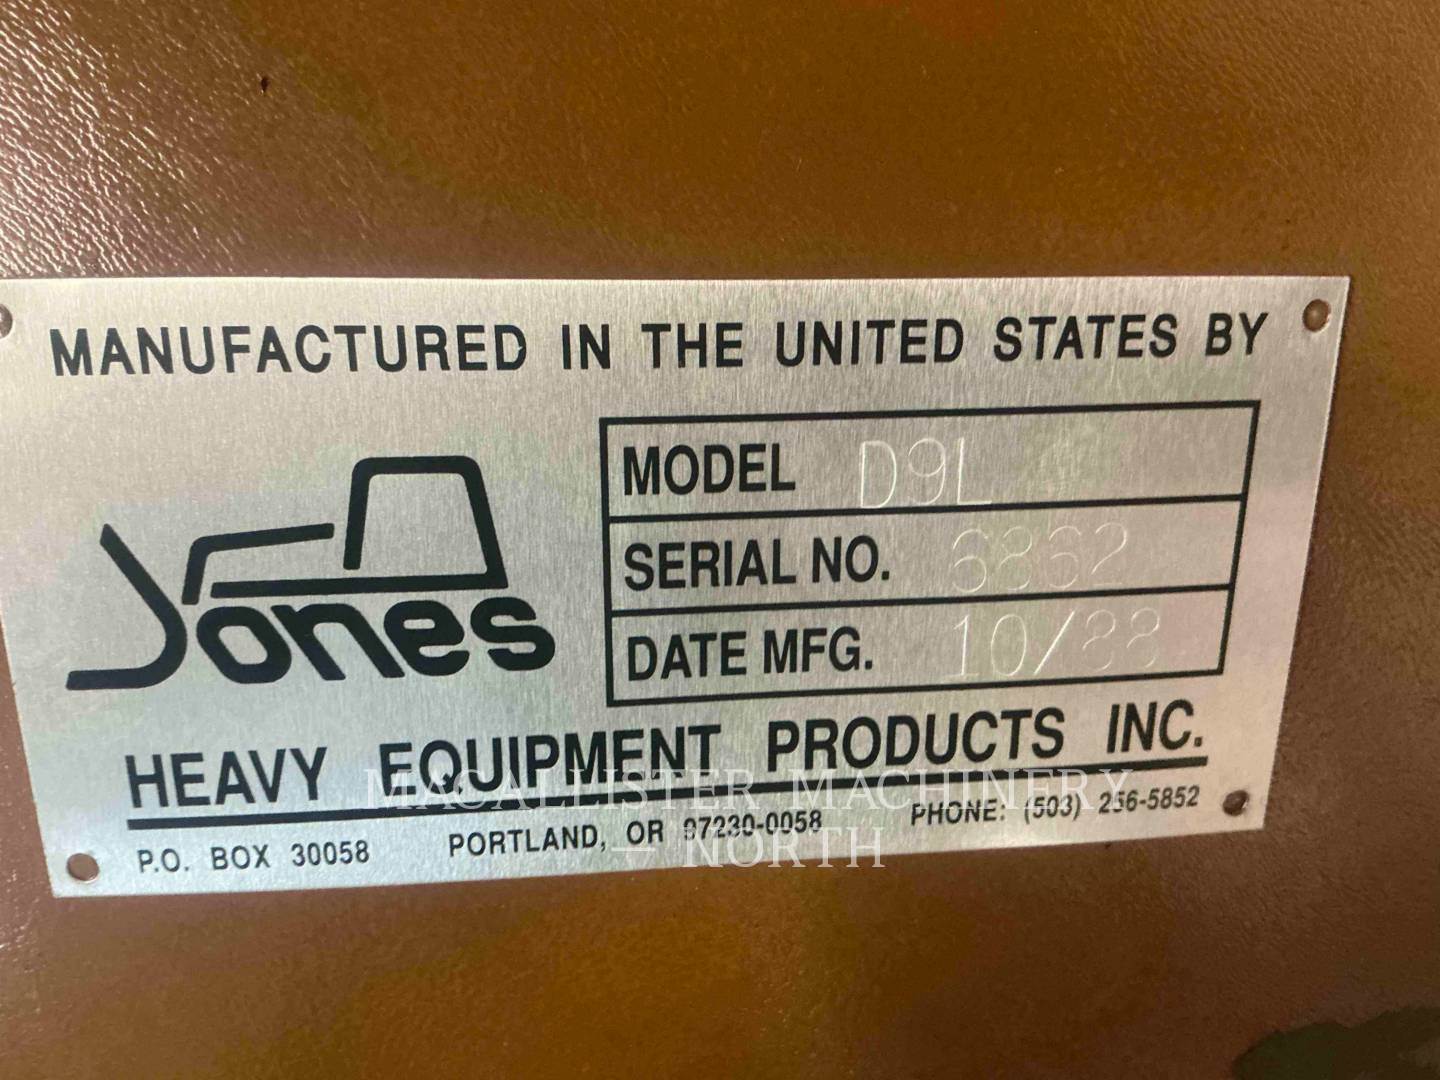 MANUFACTURED IN THE UNITED STATES BY
Jones
MODEL D9L
SERIAL NO. 6862
DATE MFG. 10/88
HEAVY EQUIPMENT PRODUCTS INC.
P.O. BOX 30058 PORTLAND, OR 97230-0058 PHONE: (503) 256-5852
MACALLISTER MACHINERY
— NORTH